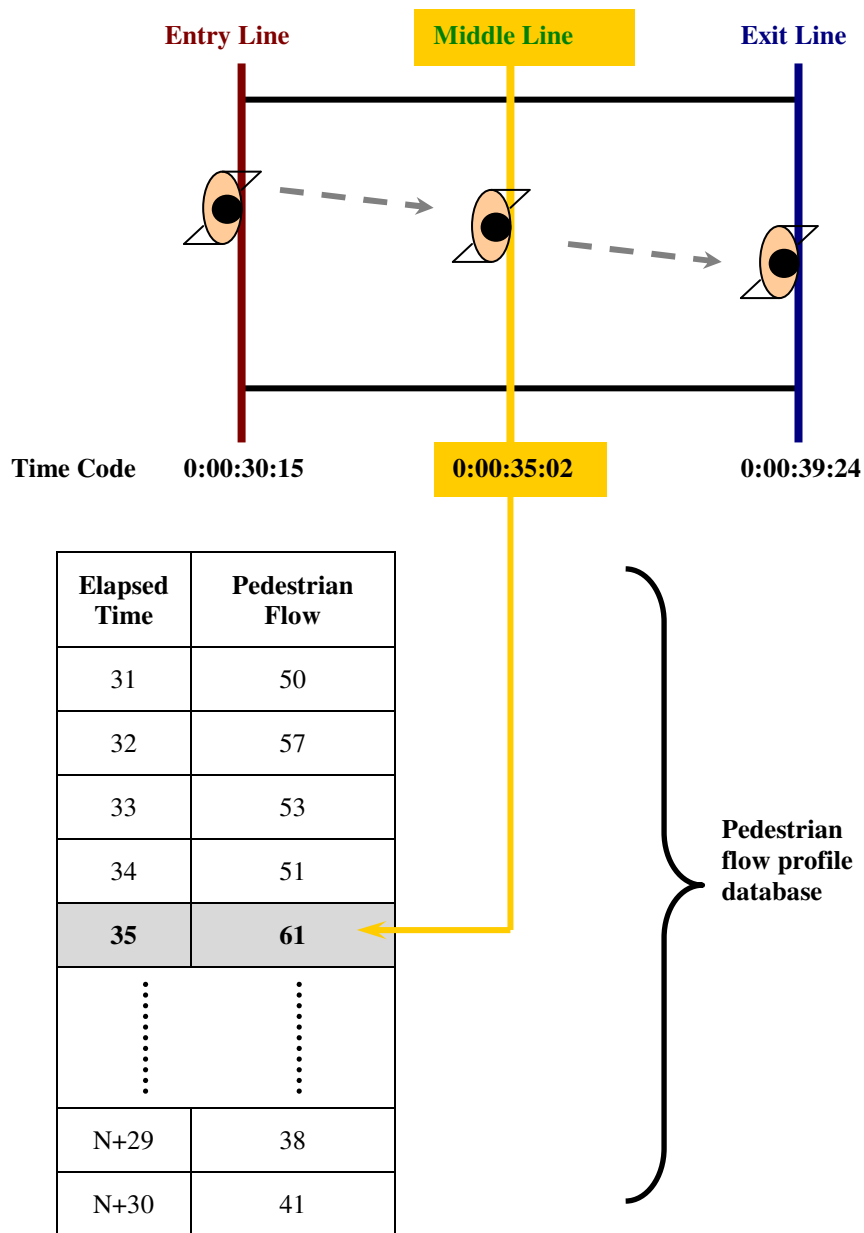 Entry Line Middle Line Exit Line
Time Code 0:00:30:15 0:00:35:02 0:00:39:24
Elapsed Time Pedestrian Flow
31 50
32 57
33 53
34 51
35 61
N+29 38
N+30 41
Pedestrian
flow profile
database